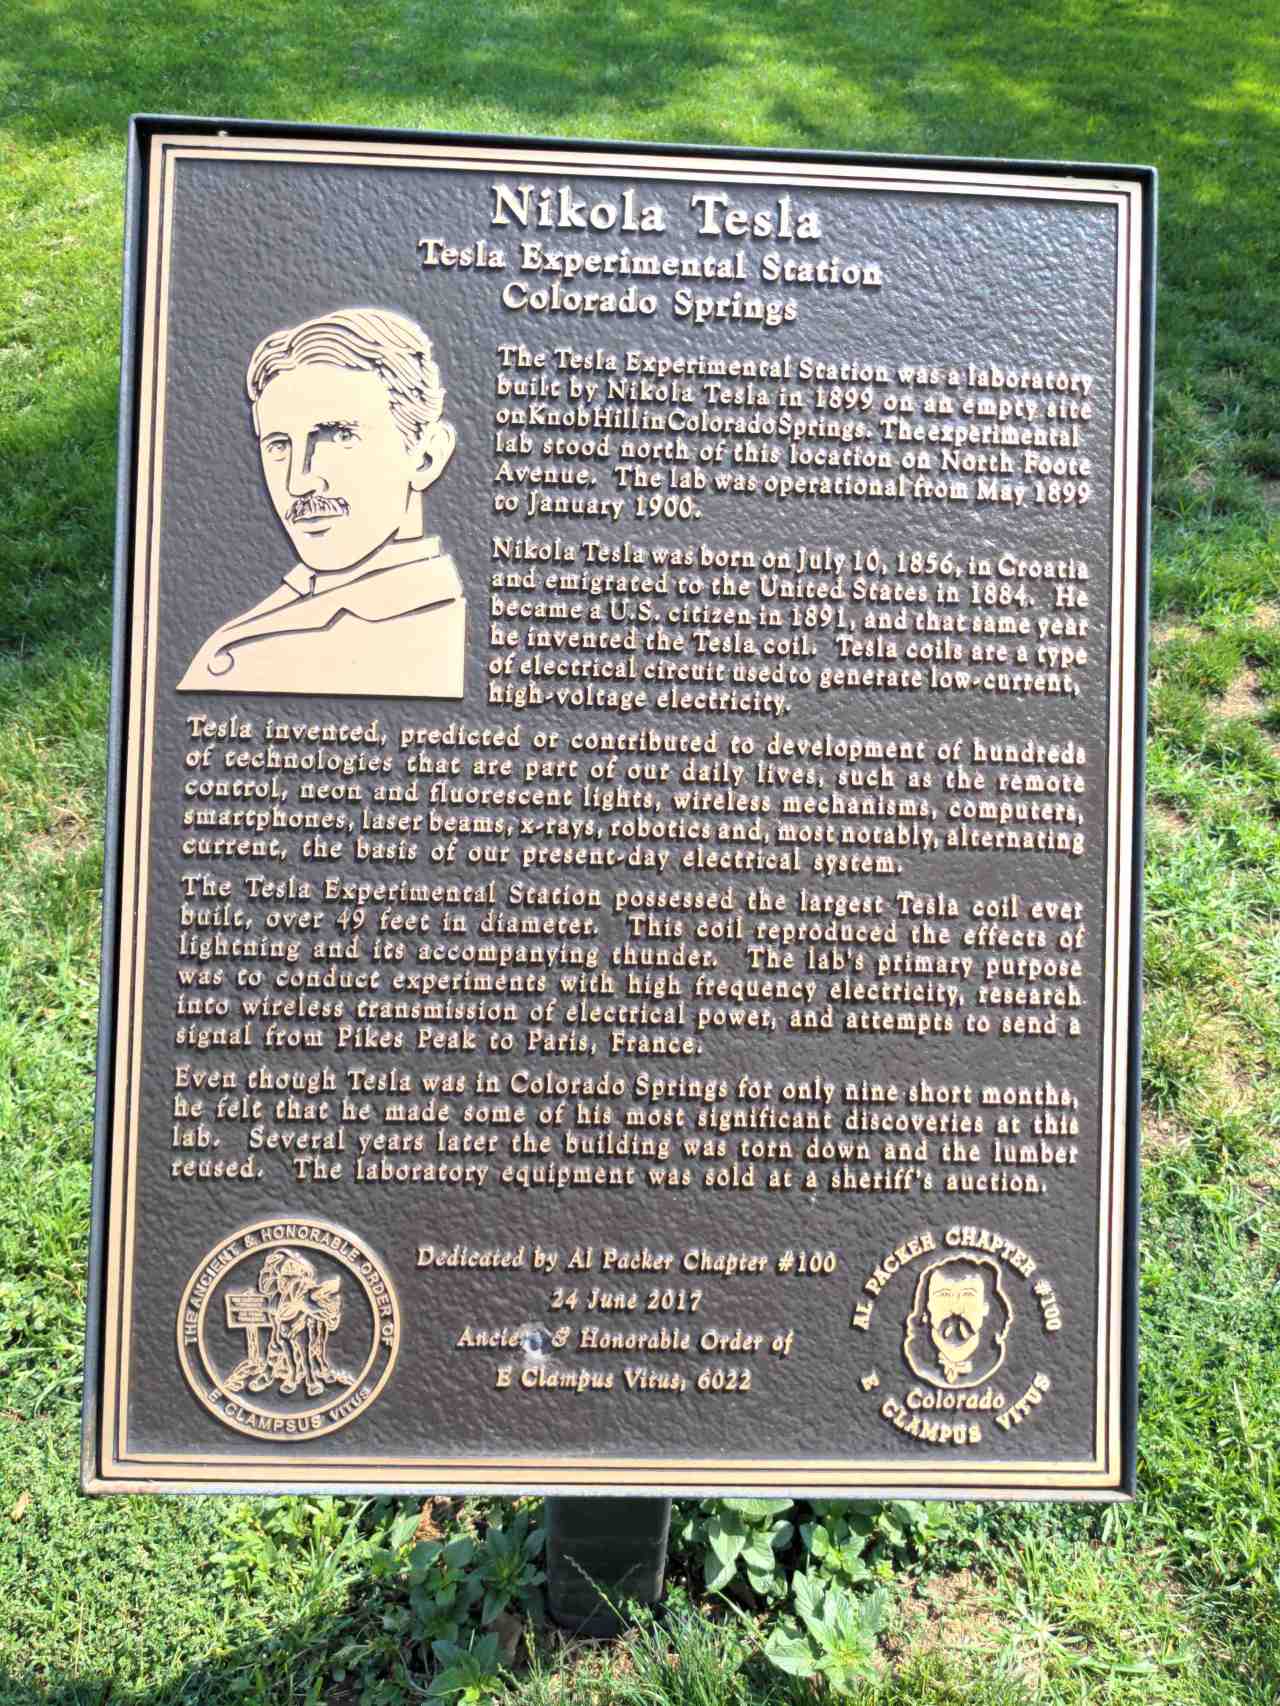 Nikola Tesla
Tesla Experimental Station
Colorado Springs
The Tesla Experimental Station was a laboratory
built by Nikola Tesla in 1899 on an empty site
on Knob Hill in Colorado Springs. The experimental
lab stood north of this location on North Foote
Avenue. The lab was operational from May 1899
to January 1900.
Nikola Tesla was born on July 10, 1856, in Croatia
and emigrated to the United States in 1884. He
became a U.S. citizen in 1891, and that same year
he invented the Tesla coil. Tesla coils are a type
of electrical circuit used to generate low-current,
high-voltage electricity.
Tesla invented, predicted or contributed to development of hundreds
of technologies that are part of our daily lives, such as the remote
control, neon and fluorescent lights, wireless mechanisms, computers,
smartphones, laser beams, x-rays, robotics and, most notably, alternating
current, the basis of our present-day electrical system.
The Tesla Experimental Station possessed the largest Tesla coil ever
built, over 49 feet in diameter. This coil reproduced the effects of
lightning and its accompanying thunder. The lab's primary purpose
was to conduct experiments with high frequency electricity, research
into wireless transmission of electrical power, and attempts to send a
signal from Pikes Peak to Paris, France.
Even though Tesla was in Colorado Springs for only nine short months,
he felt that he made some of his most significant discoveries at this
lab. Several years later the building was torn down and the lumber
reused. The laboratory equipment was sold at a sheriff's auction.
THE ANCIENT & HONORABLE ORDER OF
E CLAMPSUS VITUS
Dedicated by Al Packer Chapter #100
24 June 2017
Ancient & Honorable Order of
E Clampus Vitus, 6022
AL PACKER CHAPTER #100
Colorado
E CLAMPUS VITUS